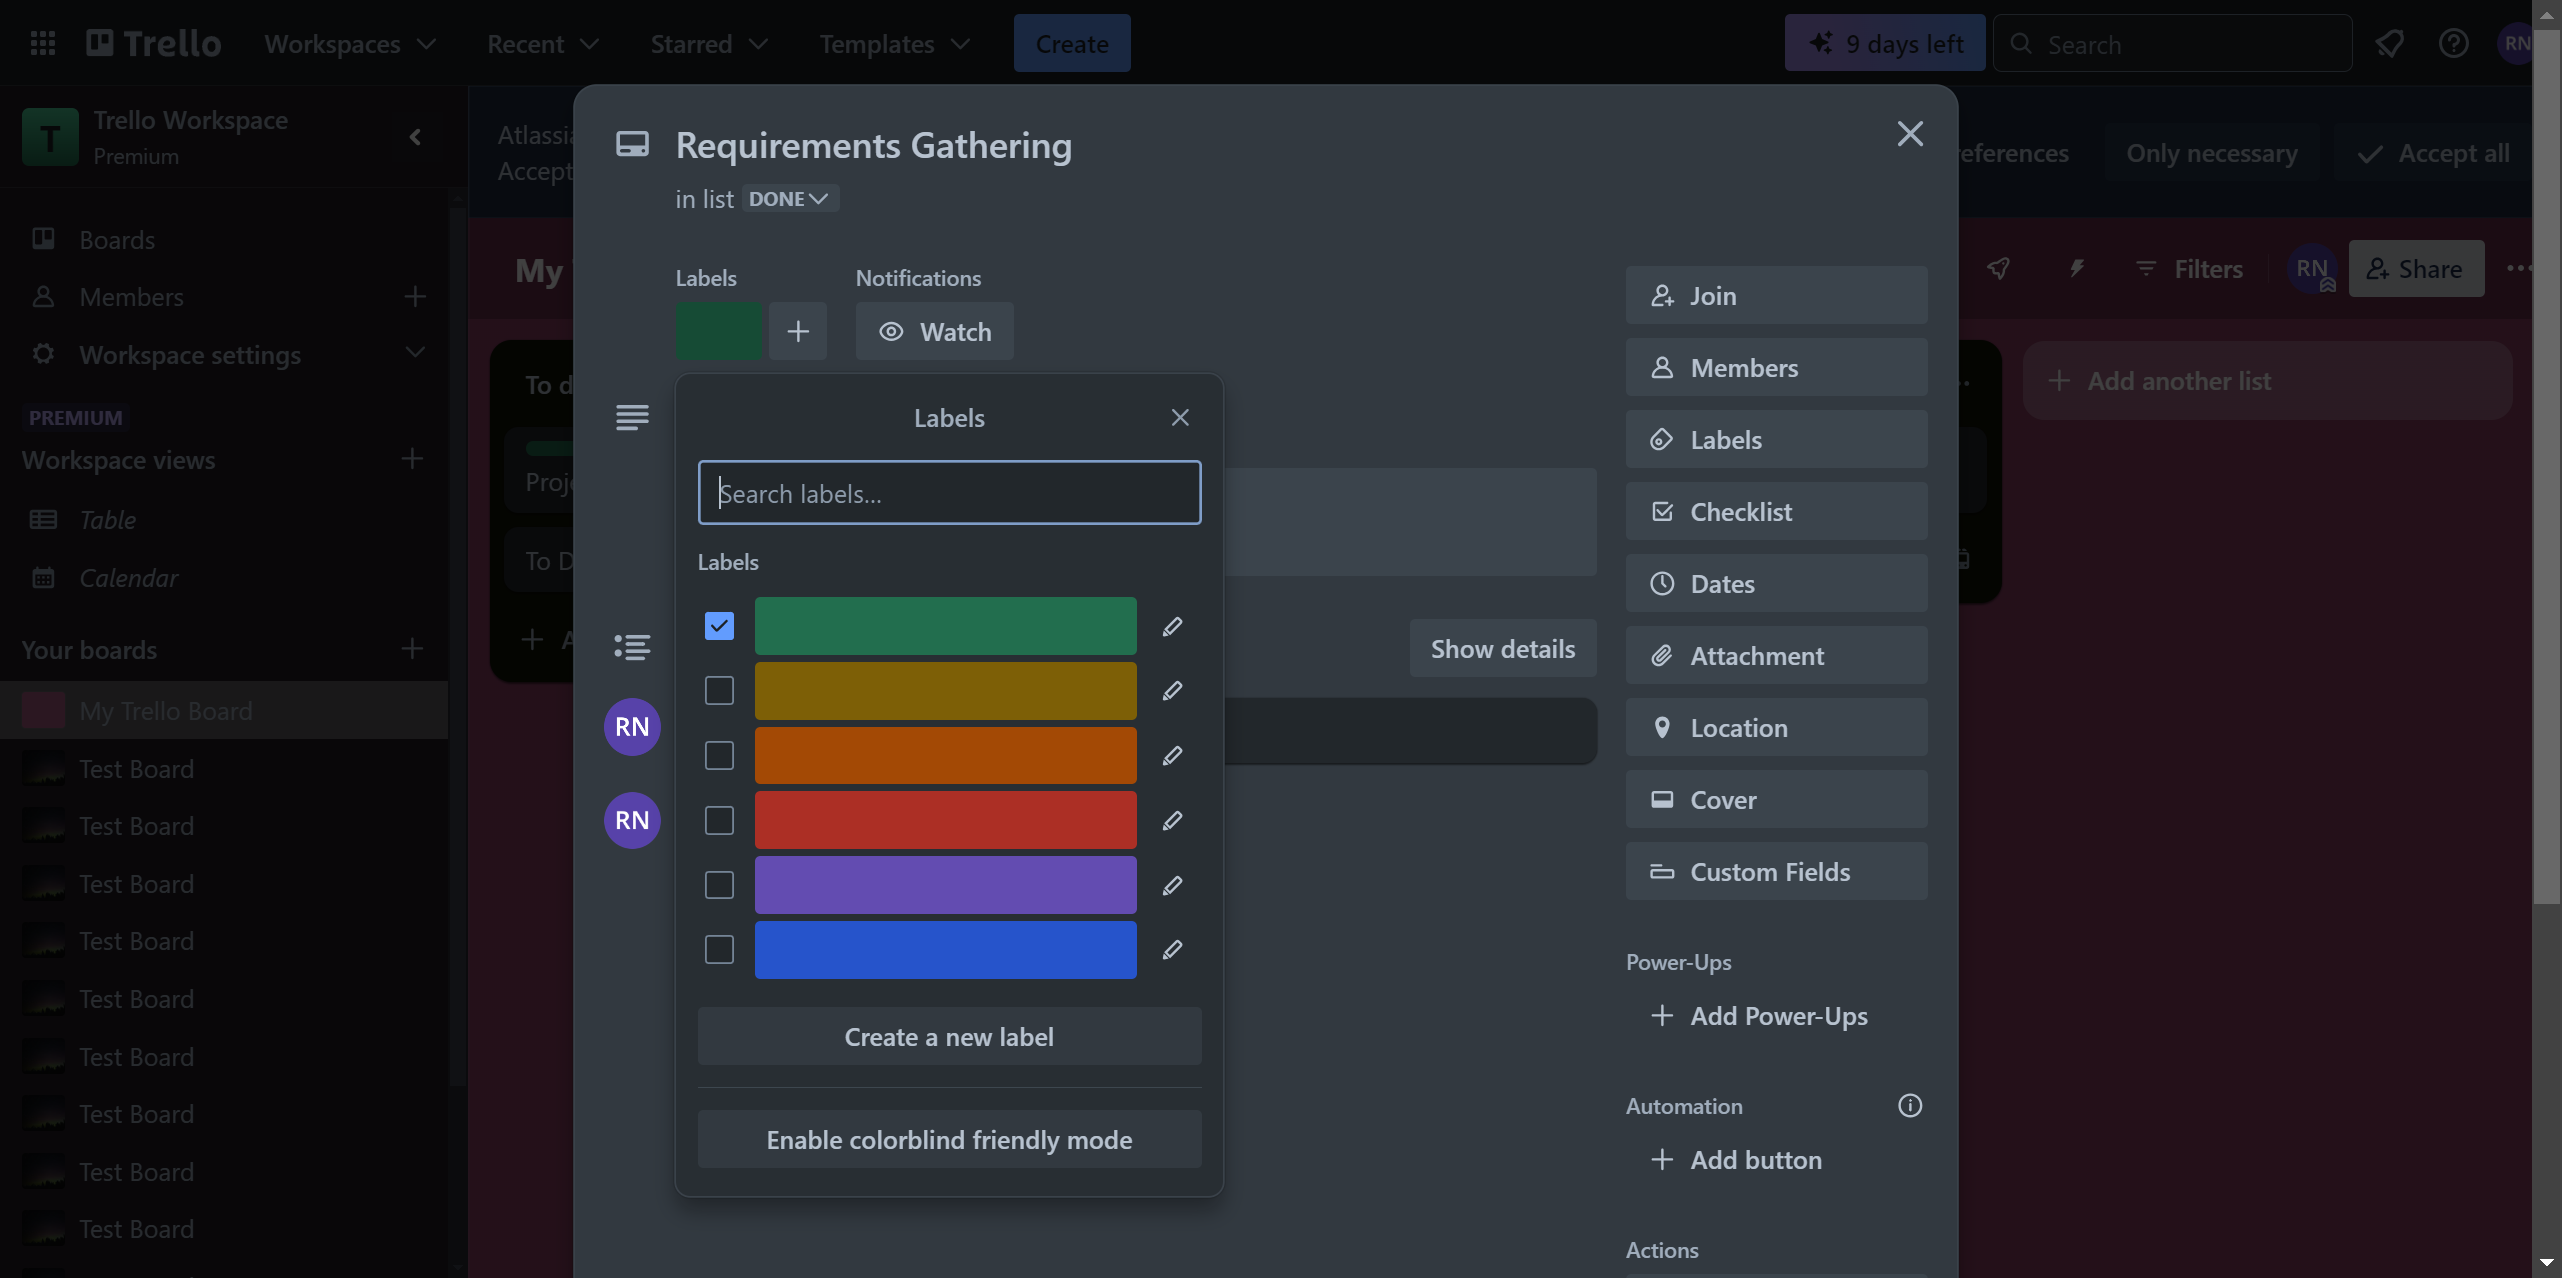 Trello
Workspaces
Recent
Starred
Templates
Create
9 days left
Search
RN
T
Trello Workspace
Premium
Boards
Members
Workspace settings
PREMIUM
Workspace views
Table
Calendar
Your boards
My Trello Board
Test Board
Test Board
Test Board
Test Board
Test Board
Test Board
Test Board
Test Board
Test Board
Only necessary
Accept all
Accept
My
Filters
RN
Share
To d
To D
Add another list
Requirements Gathering
in list DONE
Labels
Notifications
Watch
Labels
Search labels...
Labels
Create a new label
Enable colorblind friendly mode
Show details
RN
RN
Join
Members
Labels
Checklist
Dates
Attachment
Location
Cover
Custom Fields
Power-Ups
Add Power-Ups
Automation
Add button
Actions